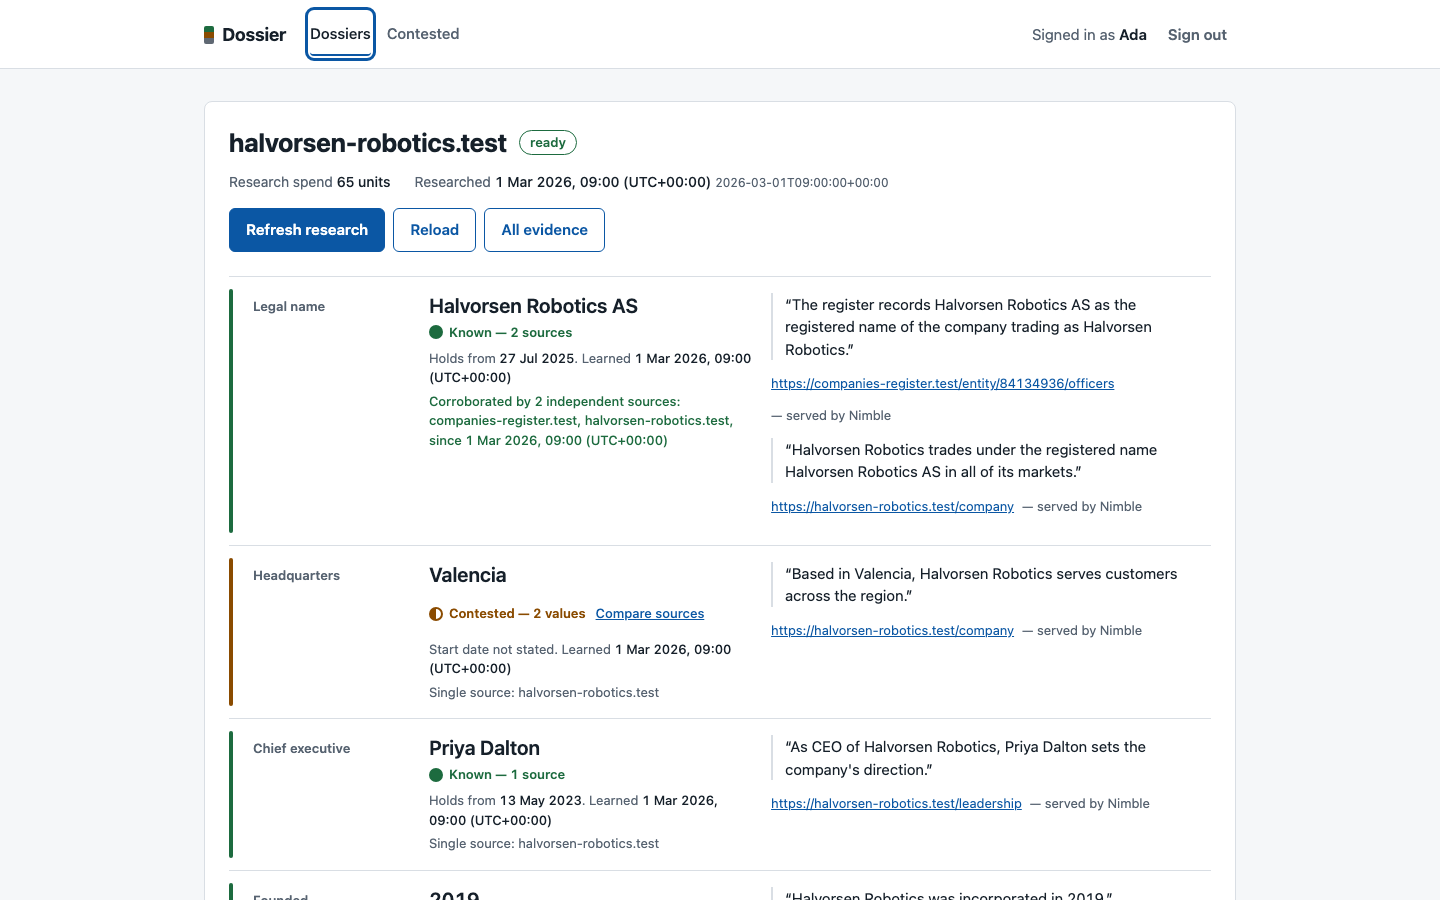 Dossier
Dossiers
Contested
Signed in as Ada
Sign out
halvorsen-robotics.test
ready
Research spend 65 units
Researched 1 Mar 2026, 09:00 (UTC+00:00) 2026-03-01T09:00:00+00:00
Refresh research
Reload
All evidence
Legal name
Halvorsen Robotics AS
Known — 2 sources
Holds from 27 Jul 2025. Learned 1 Mar 2026, 09:00
(UTC+00:00)
Corroborated by 2 independent sources:
companies-register.test, halvorsen-robotics.test,
since 1 Mar 2026, 09:00 (UTC+00:00)
“The register records Halvorsen Robotics AS as the
registered name of the company trading as Halvorsen
Robotics.”
https://companies-register.test/entity/84134936/officers
— served by Nimble
“Halvorsen Robotics trades under the registered name
Halvorsen Robotics AS in all of its markets.”
https://halvorsen-robotics.test/company — served by Nimble
Headquarters
Valencia
Contested — 2 values Compare sources
Start date not stated. Learned 1 Mar 2026, 09:00
(UTC+00:00)
Single source: halvorsen-robotics.test
“Based in Valencia, Halvorsen Robotics serves customers
across the region.”
https://halvorsen-robotics.test/company — served by Nimble
Chief executive
Priya Dalton
Known — 1 source
Holds from 13 May 2023. Learned 1 Mar 2026,
09:00 (UTC+00:00)
Single source: halvorsen-robotics.test
“As CEO of Halvorsen Robotics, Priya Dalton sets the
company's direction.”
https://halvorsen-robotics.test/leadership — served by Nimble
Founded
2019
“Halvorsen Robotics was incorporated in 2019.”